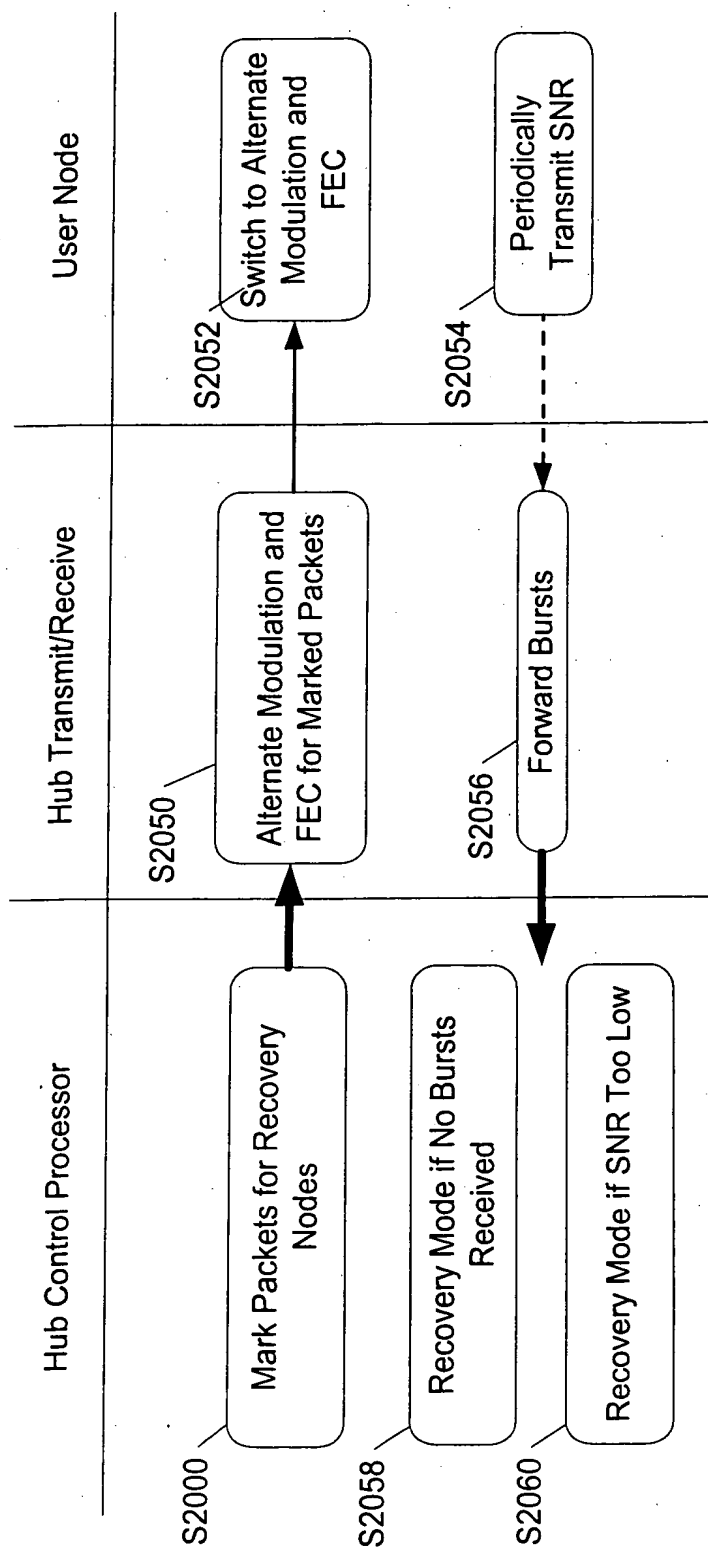 Hub Control Processor
Hub Transmit/Receive
User Node
S2000
Mark Packets for Recovery
Nodes
S2050
Alternate Modulation and
FEC for Marked Packets
S2052
Switch to Alternate
Modulation and
FEC
S2058
Recovery Mode if No Bursts
Received
S2056
Forward Bursts
S2054
Periodically
Transmit SNR
S2060
Recovery Mode if SNR Too Low